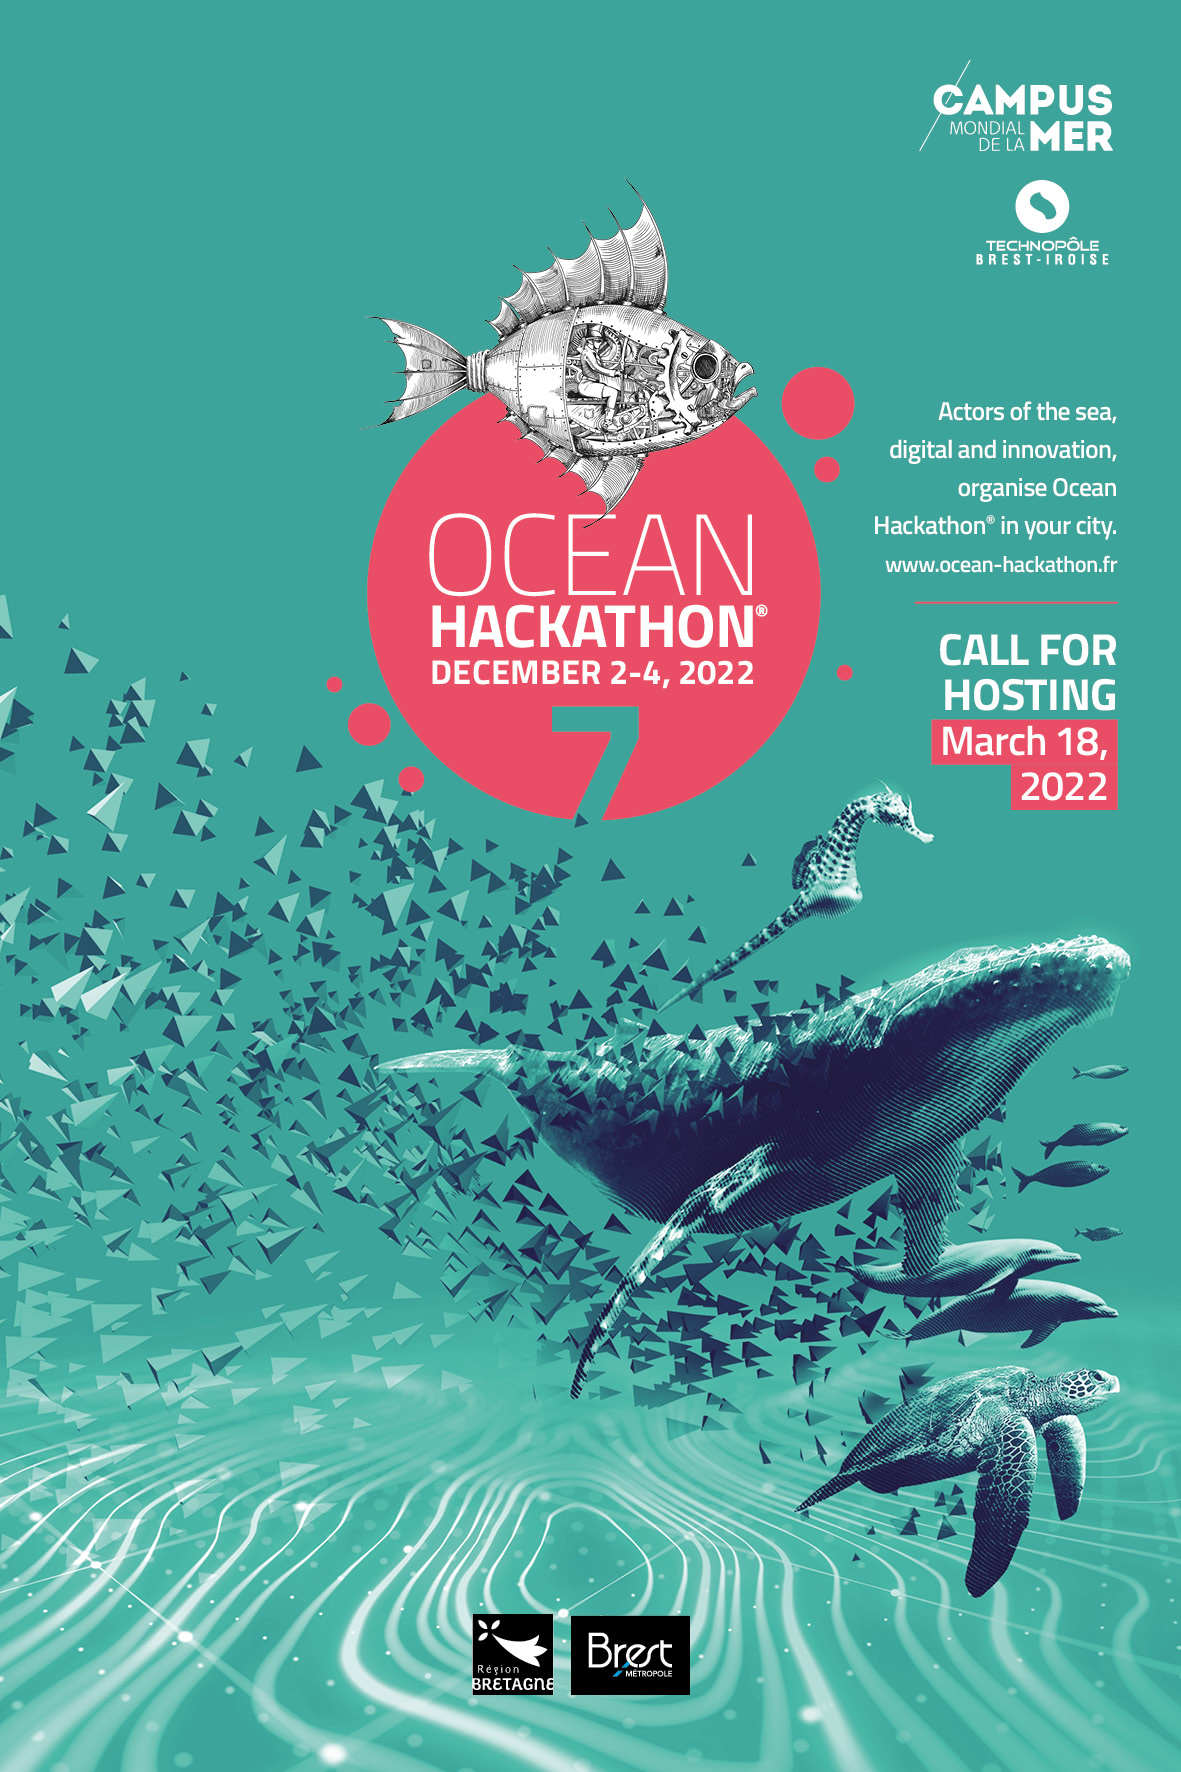 CAMPUS
MONDIAL
DE LA MER
TECHNOPÔLE
BREST-IROISE
Actors of the sea,
digital and innovation,
organise Ocean
Hackathon® in your city.
www.ocean-hackathon.fr
CALL FOR
HOSTING
March 18,
2022
OCEAN
HACKATHON®
DECEMBER 2-4, 2022
7
Région
BRETAGNE
Brest
MÉTROPOLE